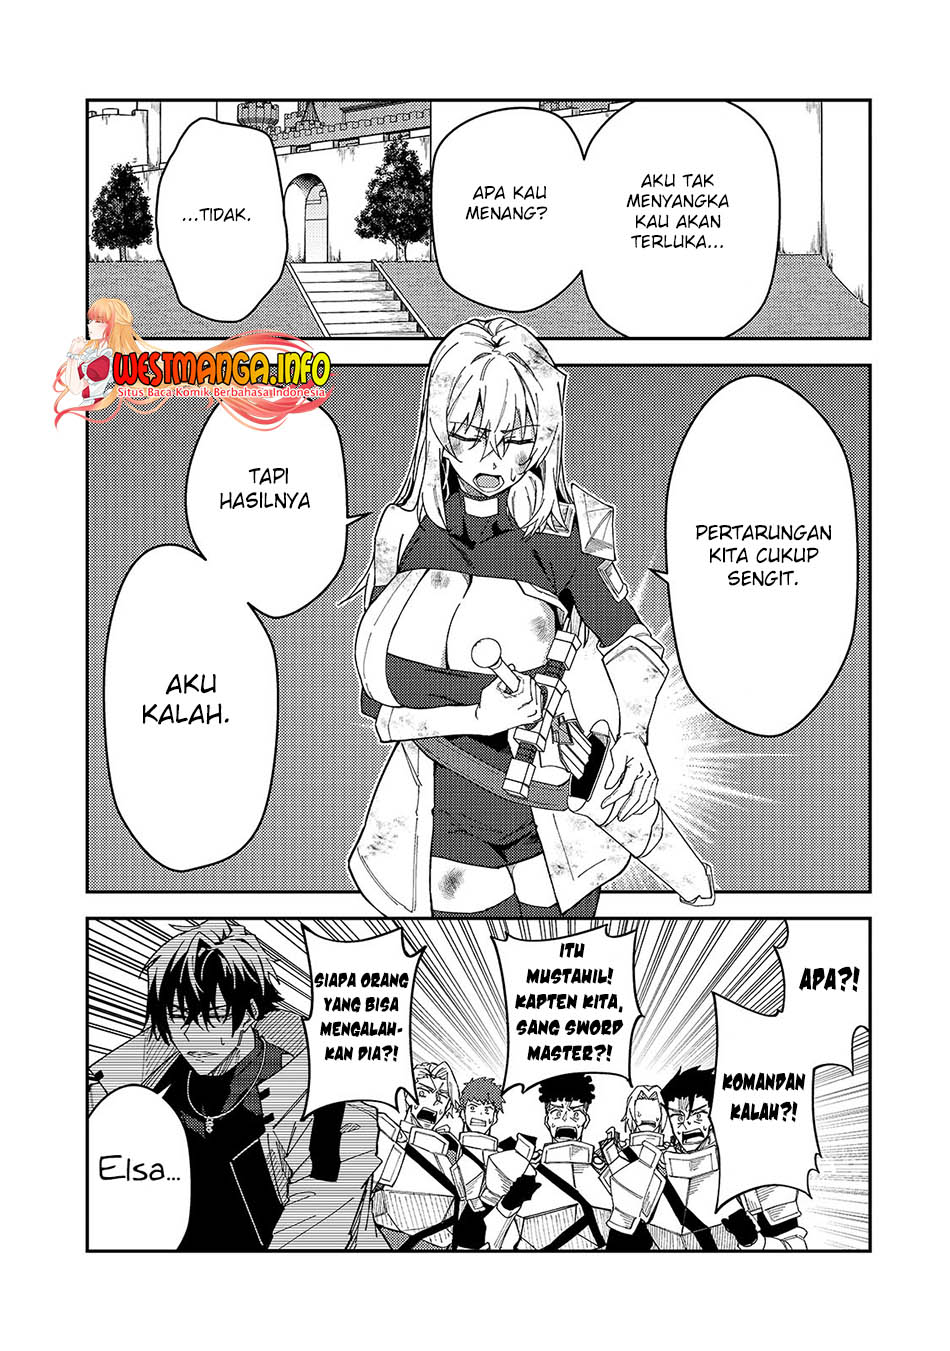 AKU TAK
MENYANGKA
KAU AKAN
TERLUKA...
APA KAU
MENANG?
...TIDAK.
WESTMANGA.INFO
Situs Baca Komik Berbahasa Indonesia
PERTARUNGAN
KITA CUKUP
SENGIT.
TAPI
HASILNYA
AKU
KALAH.
APA?!
KOMANDAN
KALAH?!
ITU
MUSTAHIL!
KAPTEN KITA,
SANG SWORD
MASTER?!
SIAPA ORANG
YANG BISA
MENGALAH-
KAN DIA?!
Elsa...